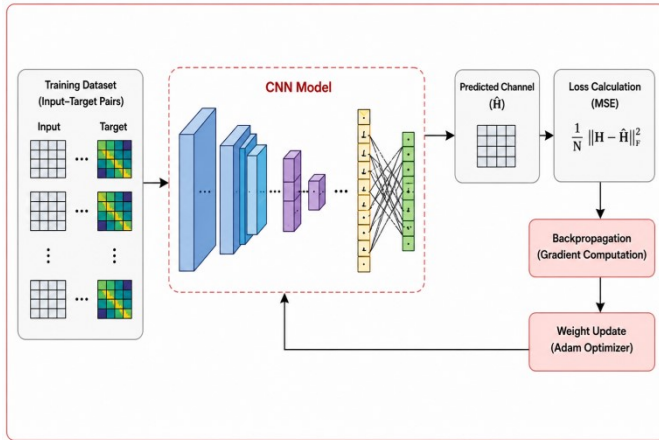 Training Dataset
(Input–Target Pairs)
Input
Target
CNN Model
Predicted Channel
(Ĥ)
Loss Calculation
(MSE)
1/N ||H − Ĥ||²_F
Backpropagation
(Gradient Computation)
Weight Update
(Adam Optimizer)